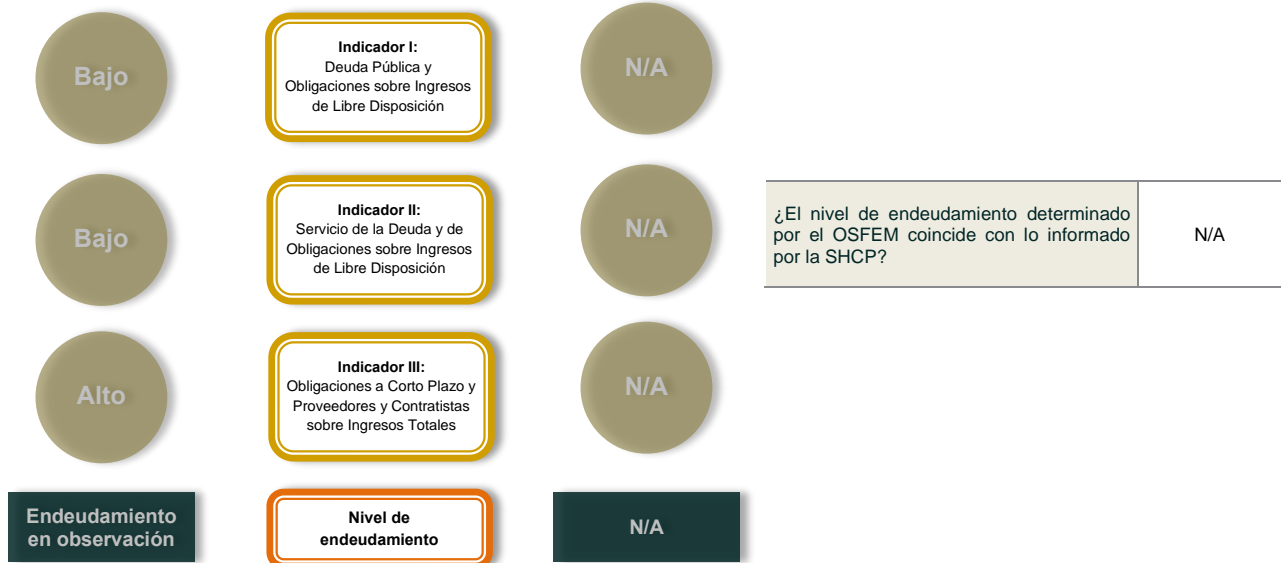 Bajo
Indicador I:
Deuda Pública y
Obligaciones sobre Ingresos
de Libre Disposición
N/A
Bajo
Indicador II:
Servicio de la Deuda y de
Obligaciones sobre Ingresos
de Libre Disposición
N/A
¿El nivel de endeudamiento determinado
por el OSFEM coincide con lo informado
por la SHCP?
N/A
Alto
Indicador III:
Obligaciones a Corto Plazo y
Proveedores y Contratistas
sobre Ingresos Totales
N/A
Endeudamiento
en observación
Nivel de
endeudamiento
N/A